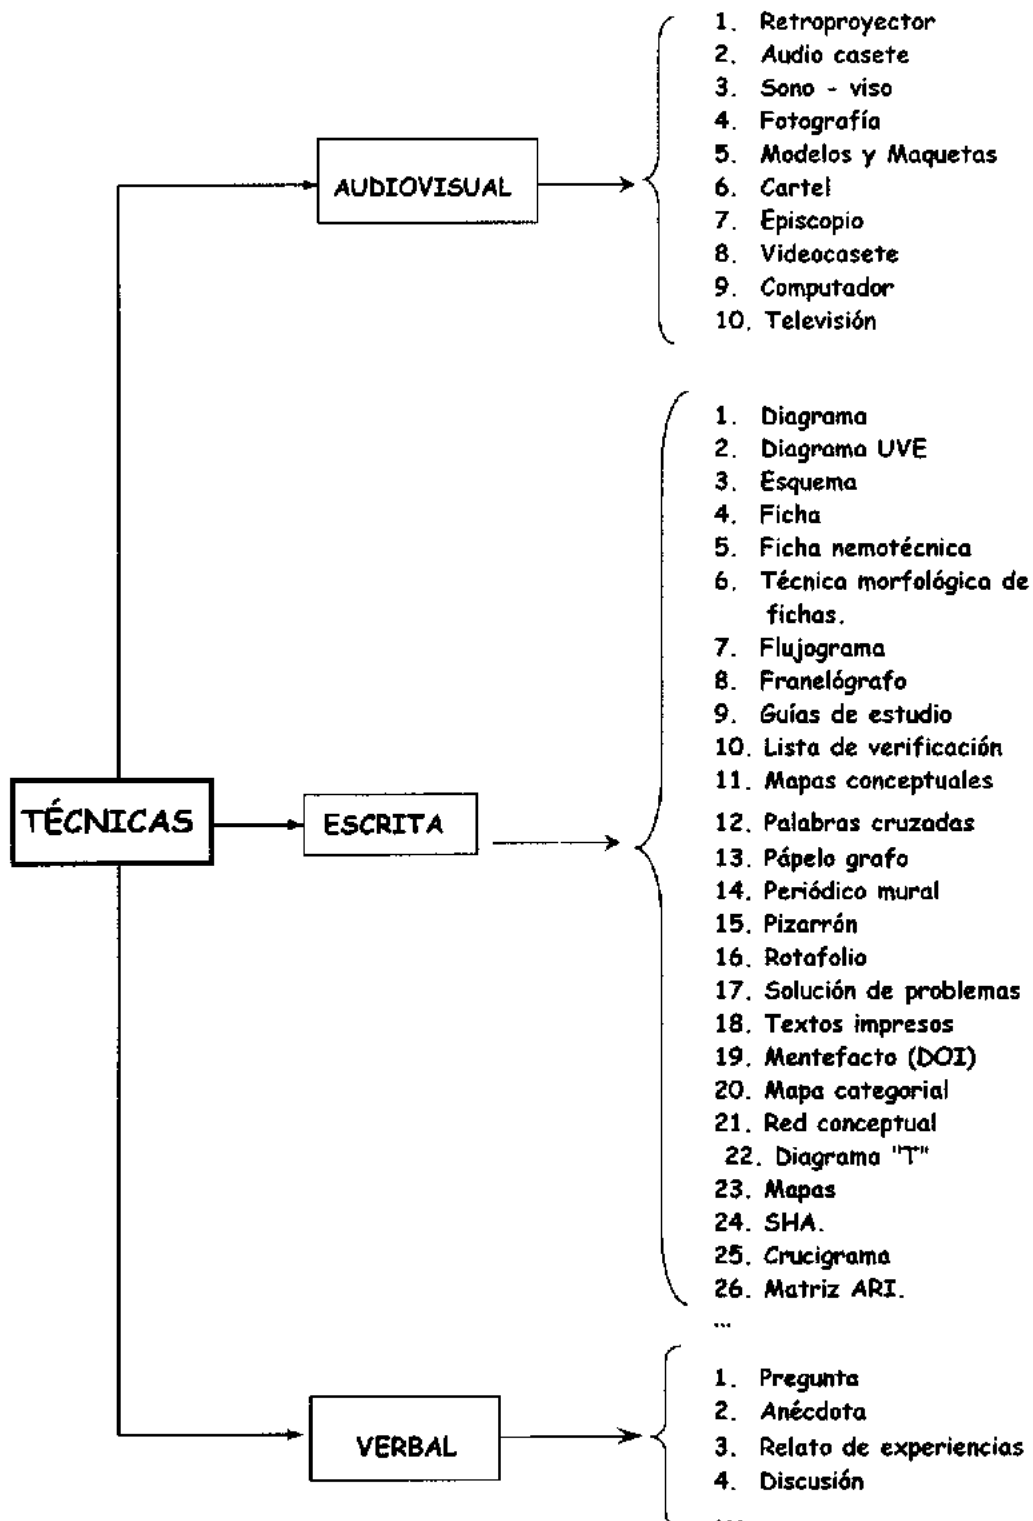 1. Retroproyector
2. Audio casete
3. Sono - viso
4. Fotografía
5. Modelos y Maquetas
6. Cartel
7. Episcopio
8. Videocasete
9. Computador
10. Televisión
AUDIOVISUAL
1. Diagrama
2. Diagrama UVE
3. Esquema
4. Ficha
5. Ficha nemotécnica
6. Técnica morfológica de
fichas.
7. Flujograma
8. Franelógrafo
9. Guías de estudio
10. Lista de verificación
11. Mapas conceptuales
12. Palabras cruzadas
13. Pápelo grafo
14. Periódico mural
15. Pizarrón
16. Rotafolio
17. Solución de problemas
18. Textos impresos
19. Mentefacto (DOI)
20. Mapa categorial
21. Red conceptual
22. Diagrama "T"
23. Mapas
24. SHA.
25. Crucigrama
26. Matriz ARI.
...
TÉCNICAS
ESCRITA
1. Pregunta
2. Anécdota
3. Relato de experiencias
4. Discusión
...
VERBAL